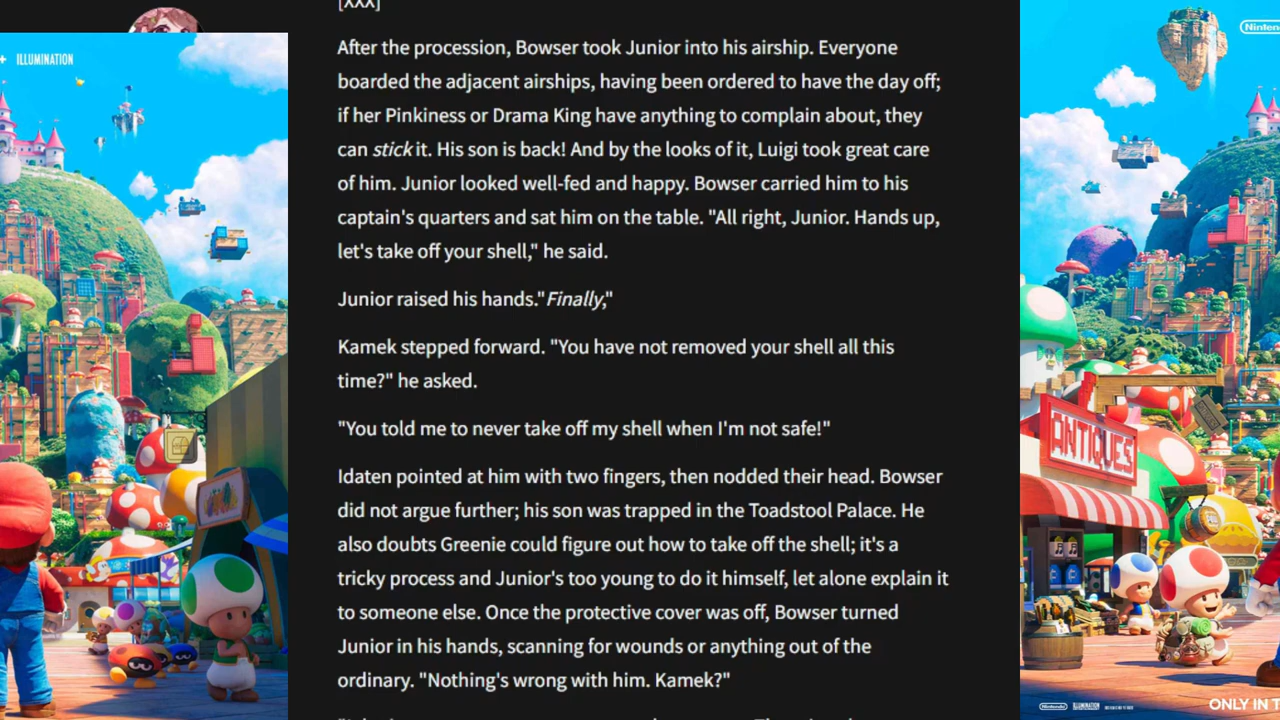 [XXX]
ILLUMINATION
After the procession, Bowser took Junior into his airship. Everyone
boarded the adjacent airships, having been ordered to have the day off;
if her Pinkiness or Drama King have anything to complain about, they
can stick it. His son is back! And by the looks of it, Luigi took great care
of him. Junior looked well-fed and happy. Bowser carried him to his
captain's quarters and sat him on the table. "All right, Junior. Hands up,
let's take off your shell," he said.
Junior raised his hands."Finally,"
Kamek stepped forward. "You have not removed your shell all this
time?" he asked.
"You told me to never take off my shell when I'm not safe!"
Idaten pointed at him with two fingers, then nodded their head. Bowser
did not argue further; his son was trapped in the Toadstool Palace. He
also doubts Greenie could figure out how to take off the shell; it's a
tricky process and Junior's too young to do it himself, let alone explain it
to someone else. Once the protective cover was off, Bowser turned
Junior in his hands, scanning for wounds or anything out of the
ordinary. "Nothing's wrong with him. Kamek?"
Ninten
ANTIQUES
Nintendo
ILLUMINATION
ONLY IN T